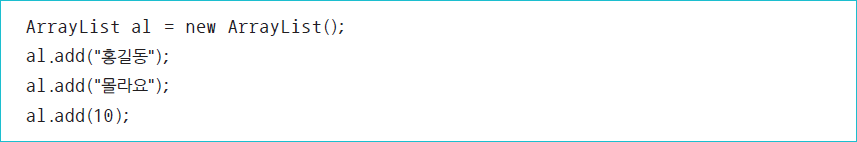 ArrayList al = new ArrayList();
al.add("홍길동");
al.add("몰라요");
al.add(10);